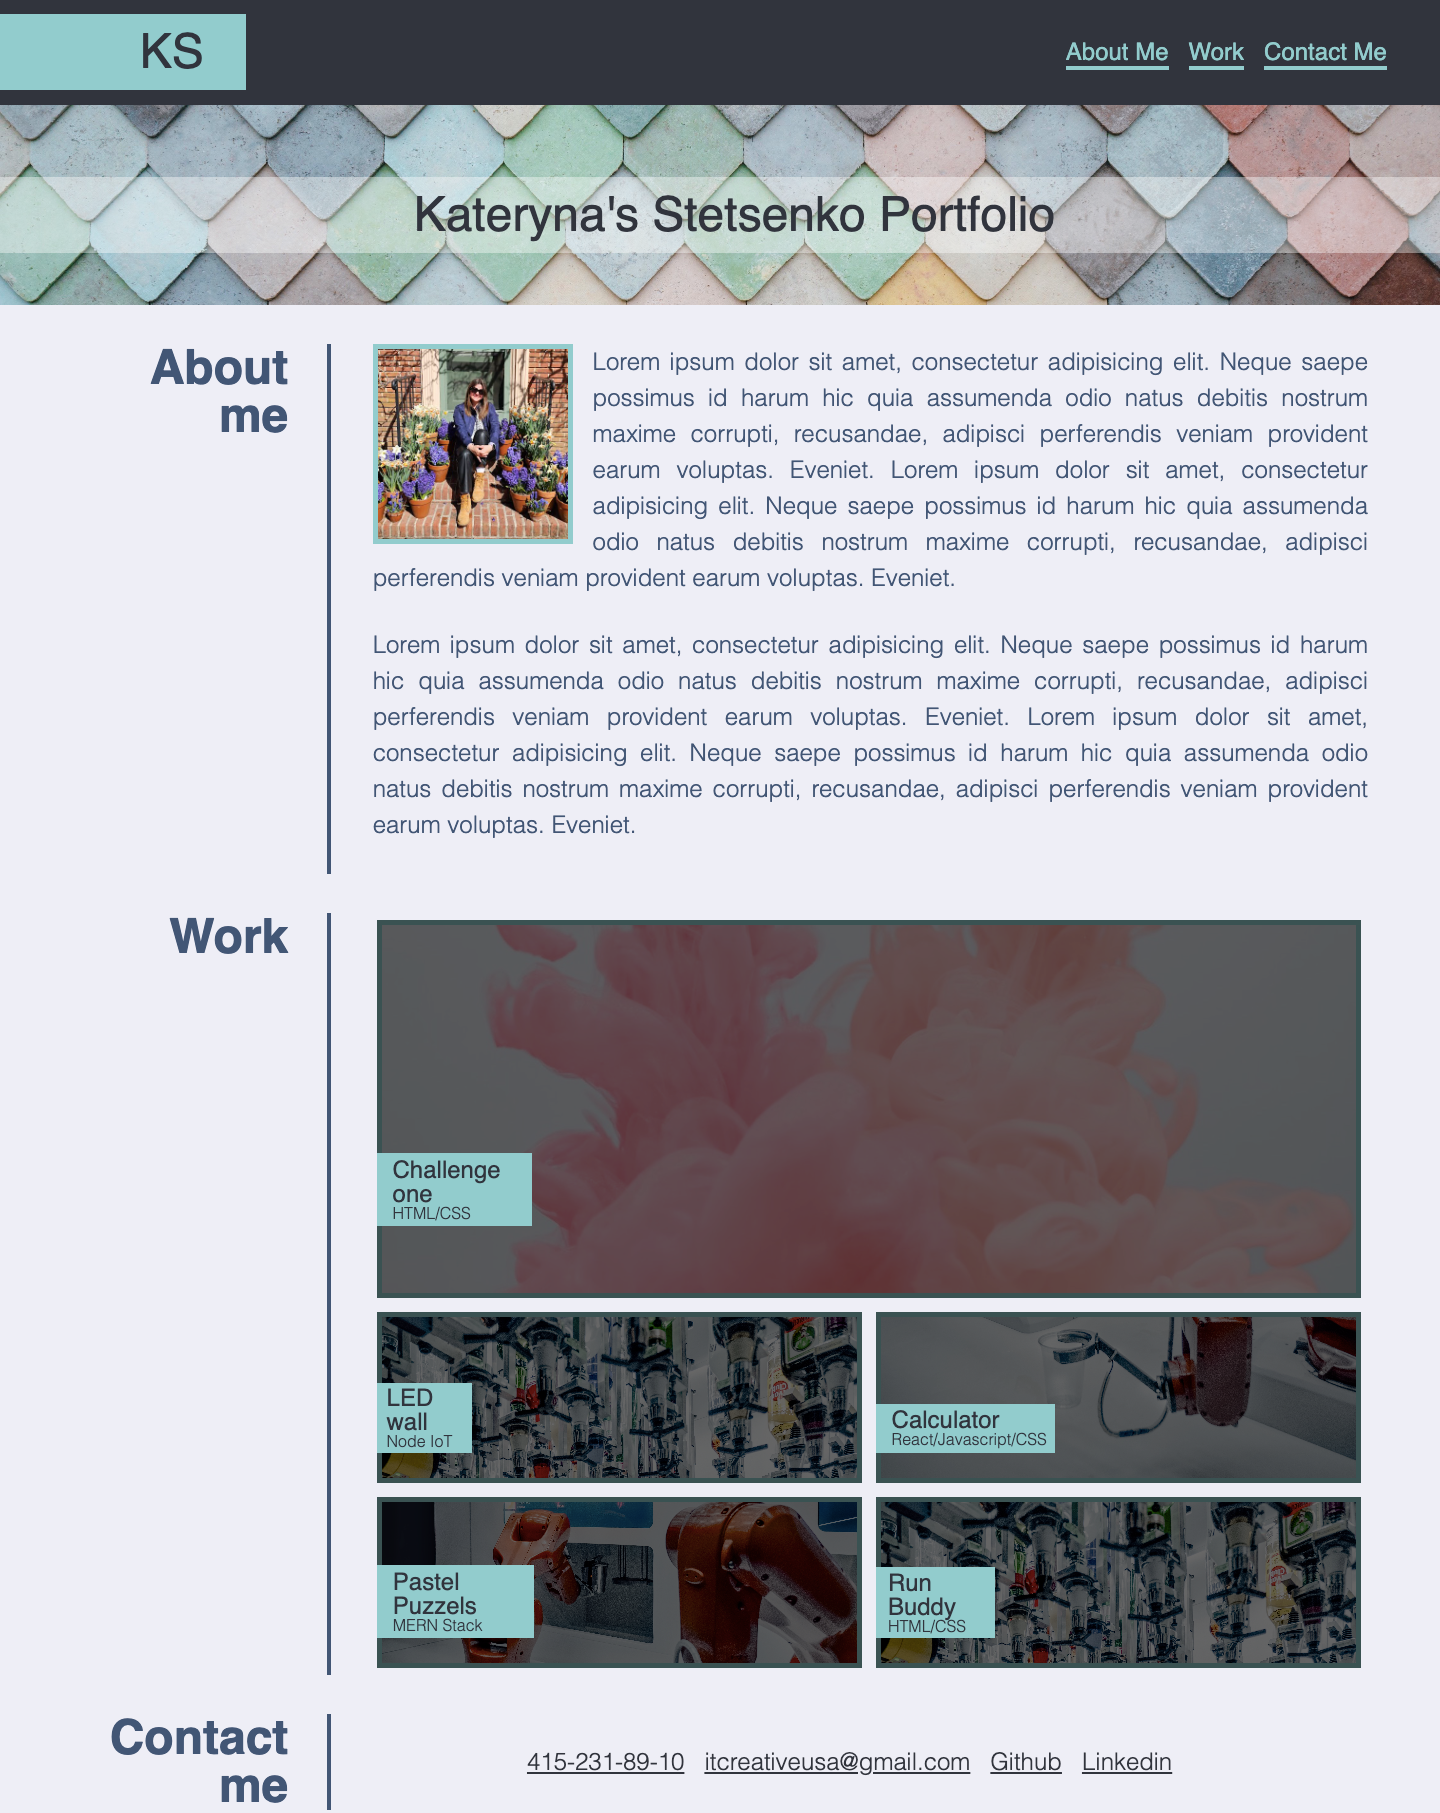 KS
About Me Work Contact Me
Kateryna's Stetsenko Portfolio
About
me
Lorem ipsum dolor sit amet, consectetur adipisicing elit. Neque saepe
possimus id harum hic quia assumenda odio natus debitis nostrum
maxime corrupti, recusandae, adipisci perferendis veniam provident
earum voluptas. Eveniet. Lorem ipsum dolor sit amet, consectetur
adipisicing elit. Neque saepe possimus id harum hic quia assumenda
odio natus debitis nostrum maxime corrupti, recusandae, adipisci
perferendis veniam provident earum voluptas. Eveniet.
Lorem ipsum dolor sit amet, consectetur adipisicing elit. Neque saepe possimus id harum
hic quia assumenda odio natus debitis nostrum maxime corrupti, recusandae, adipisci
perferendis veniam provident earum voluptas. Eveniet. Lorem ipsum dolor sit amet,
consectetur adipisicing elit. Neque saepe possimus id harum hic quia assumenda odio
natus debitis nostrum maxime corrupti, recusandae, adipisci perferendis veniam provident
earum voluptas. Eveniet.
Work
Challenge
one
HTML/CSS
LED
wall
Node IoT
Calculator
React/Javascript/CSS
Pastel
Puzzels
MERN Stack
Run
Buddy
HTML/CSS
Contact
me
415-231-89-10 itcreativeusa@gmail.com Github Linkedin